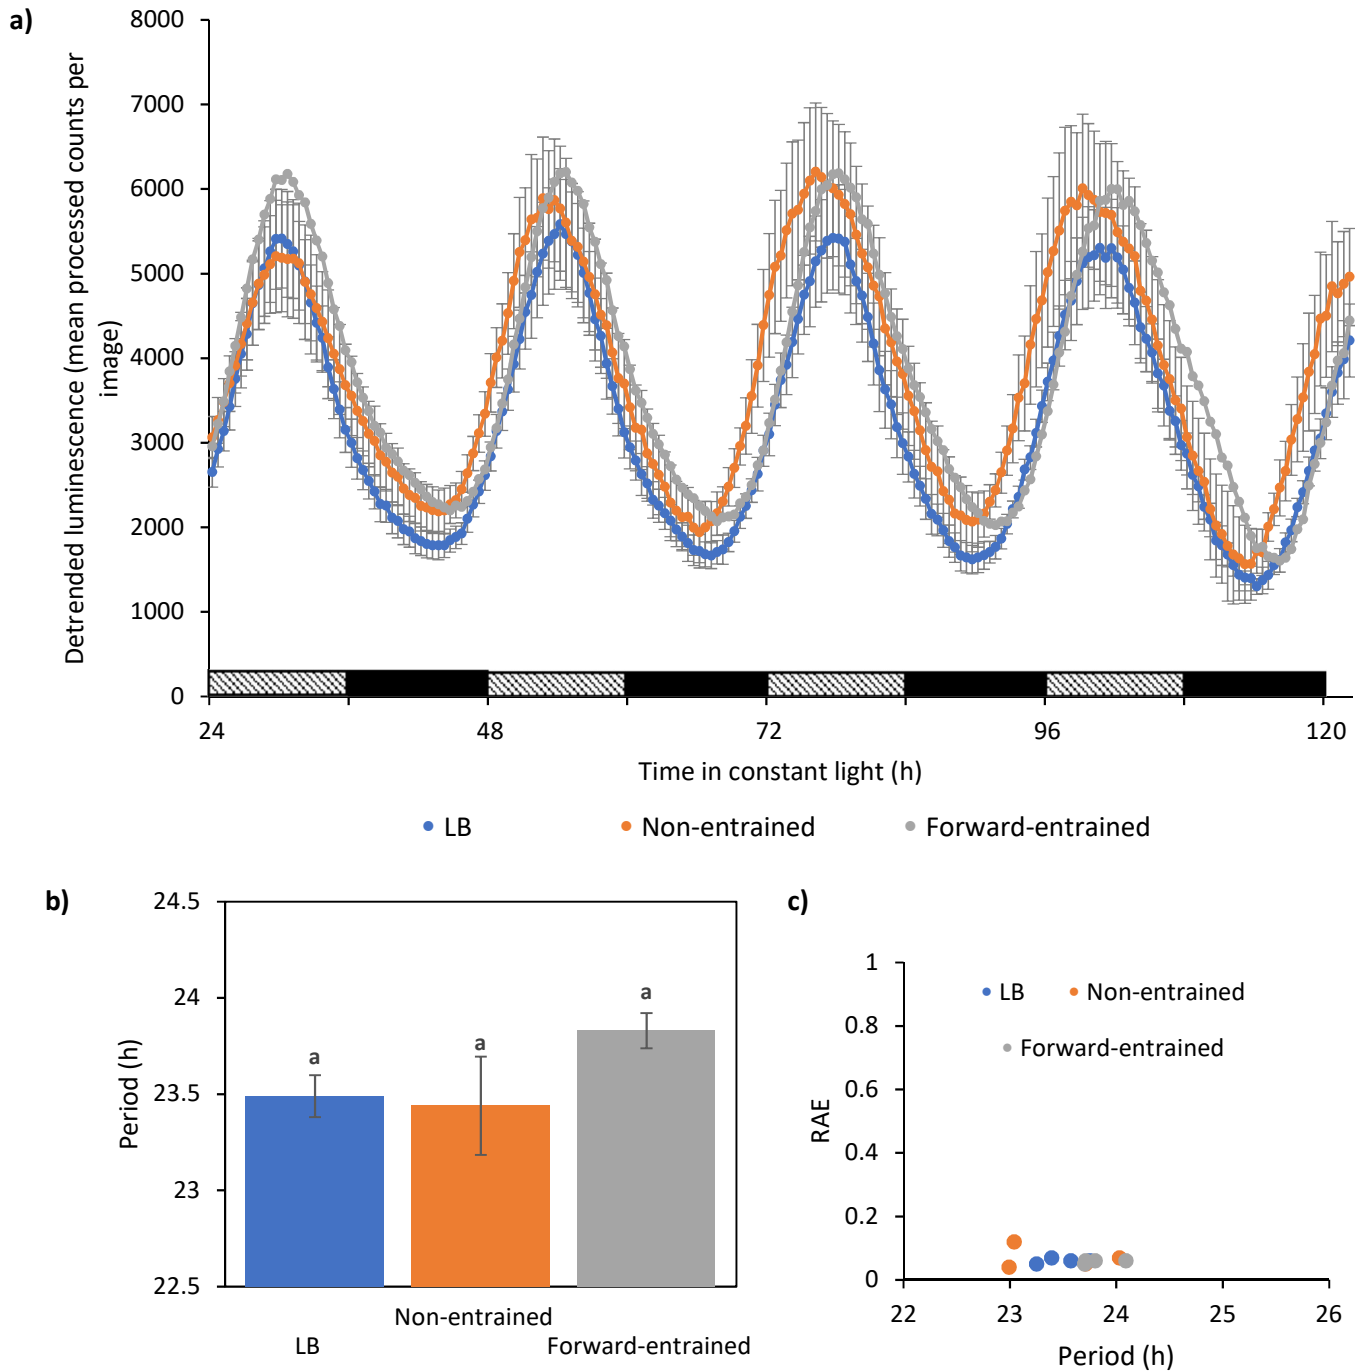 a)
Detrended luminescence (mean processed counts per
image)
8000
7000
6000
5000
4000
3000
2000
1000
0
24
48
72
96
120
Time in constant light (h)
LB
Non-entrained
Forward-entrained
b)
Period (h)
24.5
24
23.5
23
22.5
a
a
a
Non-entrained
LB
Forward-entrained
c)
RAE
1
0.8
0.6
0.4
0.2
0
LB
Non-entrained
Forward-entrained
22
23
24
25
26
Period (h)